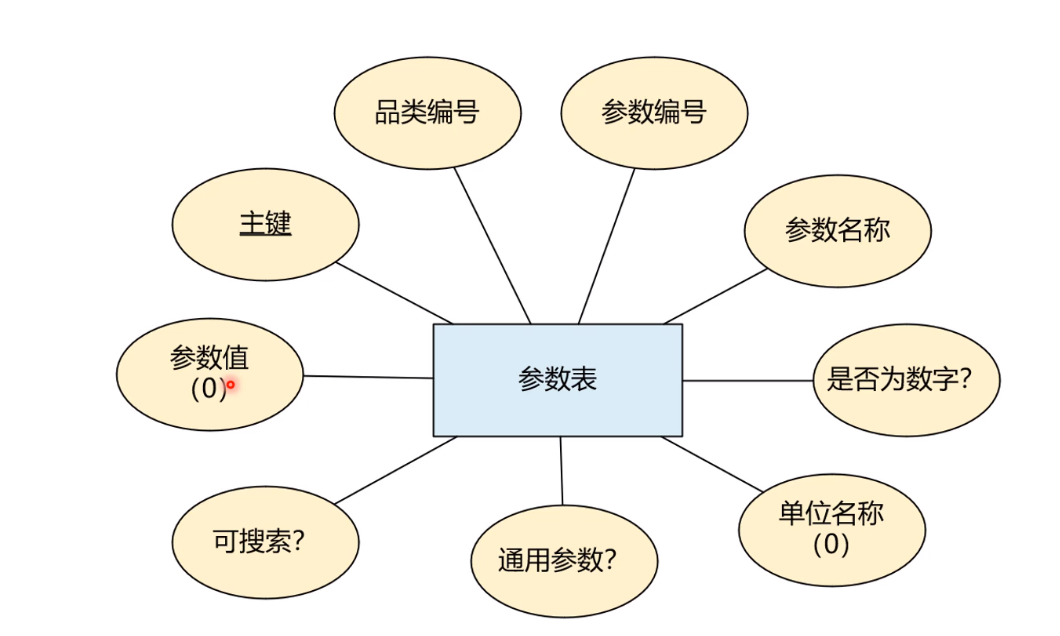 品类编号
参数编号
主键
参数名称
参数值
（0）
参数表
是否为数字？
单位名称
（0）
可搜索？
通用参数？